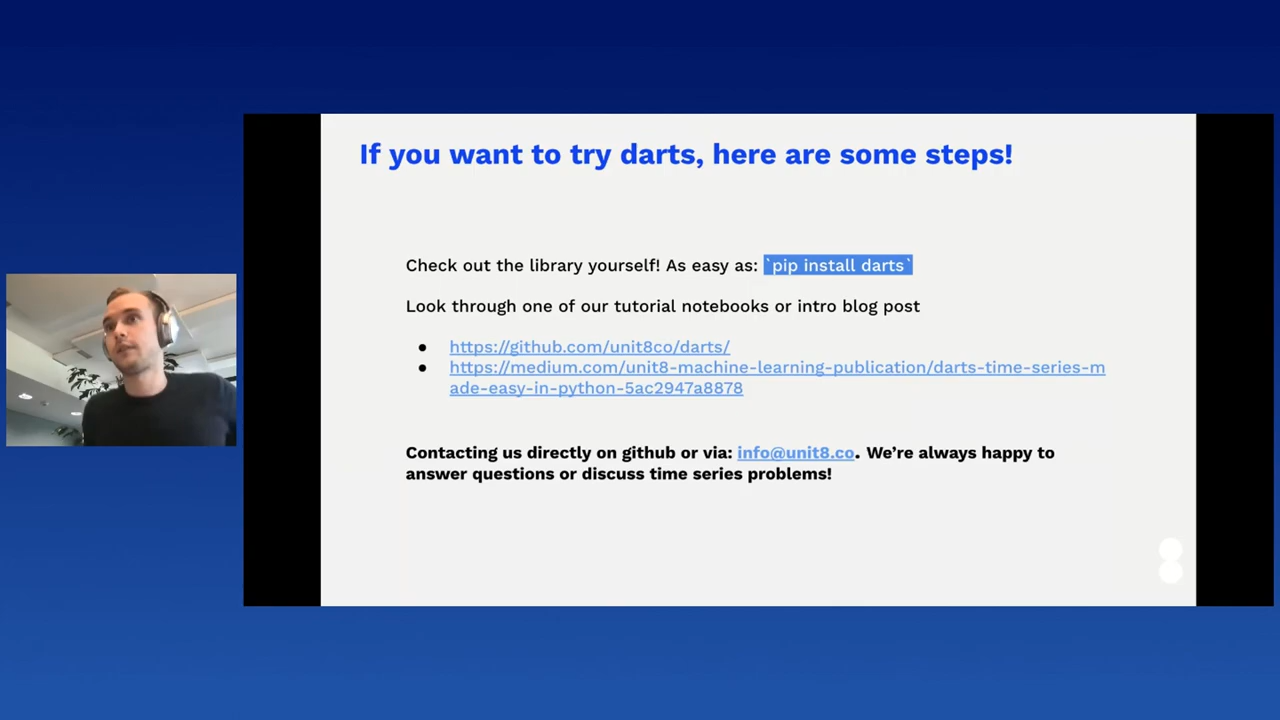 If you want to try darts, here are some steps!
Check out the library yourself! As easy as: `pip install darts`
Look through one of our tutorial notebooks or intro blog post
● https://github.com/unit8co/darts/
● https://medium.com/unit8-machine-learning-publication/darts-time-series-m
ade-easy-in-python-5ac2947a8878
Contacting us directly on github or via: info@unit8.co. We’re always happy to
answer questions or discuss time series problems!